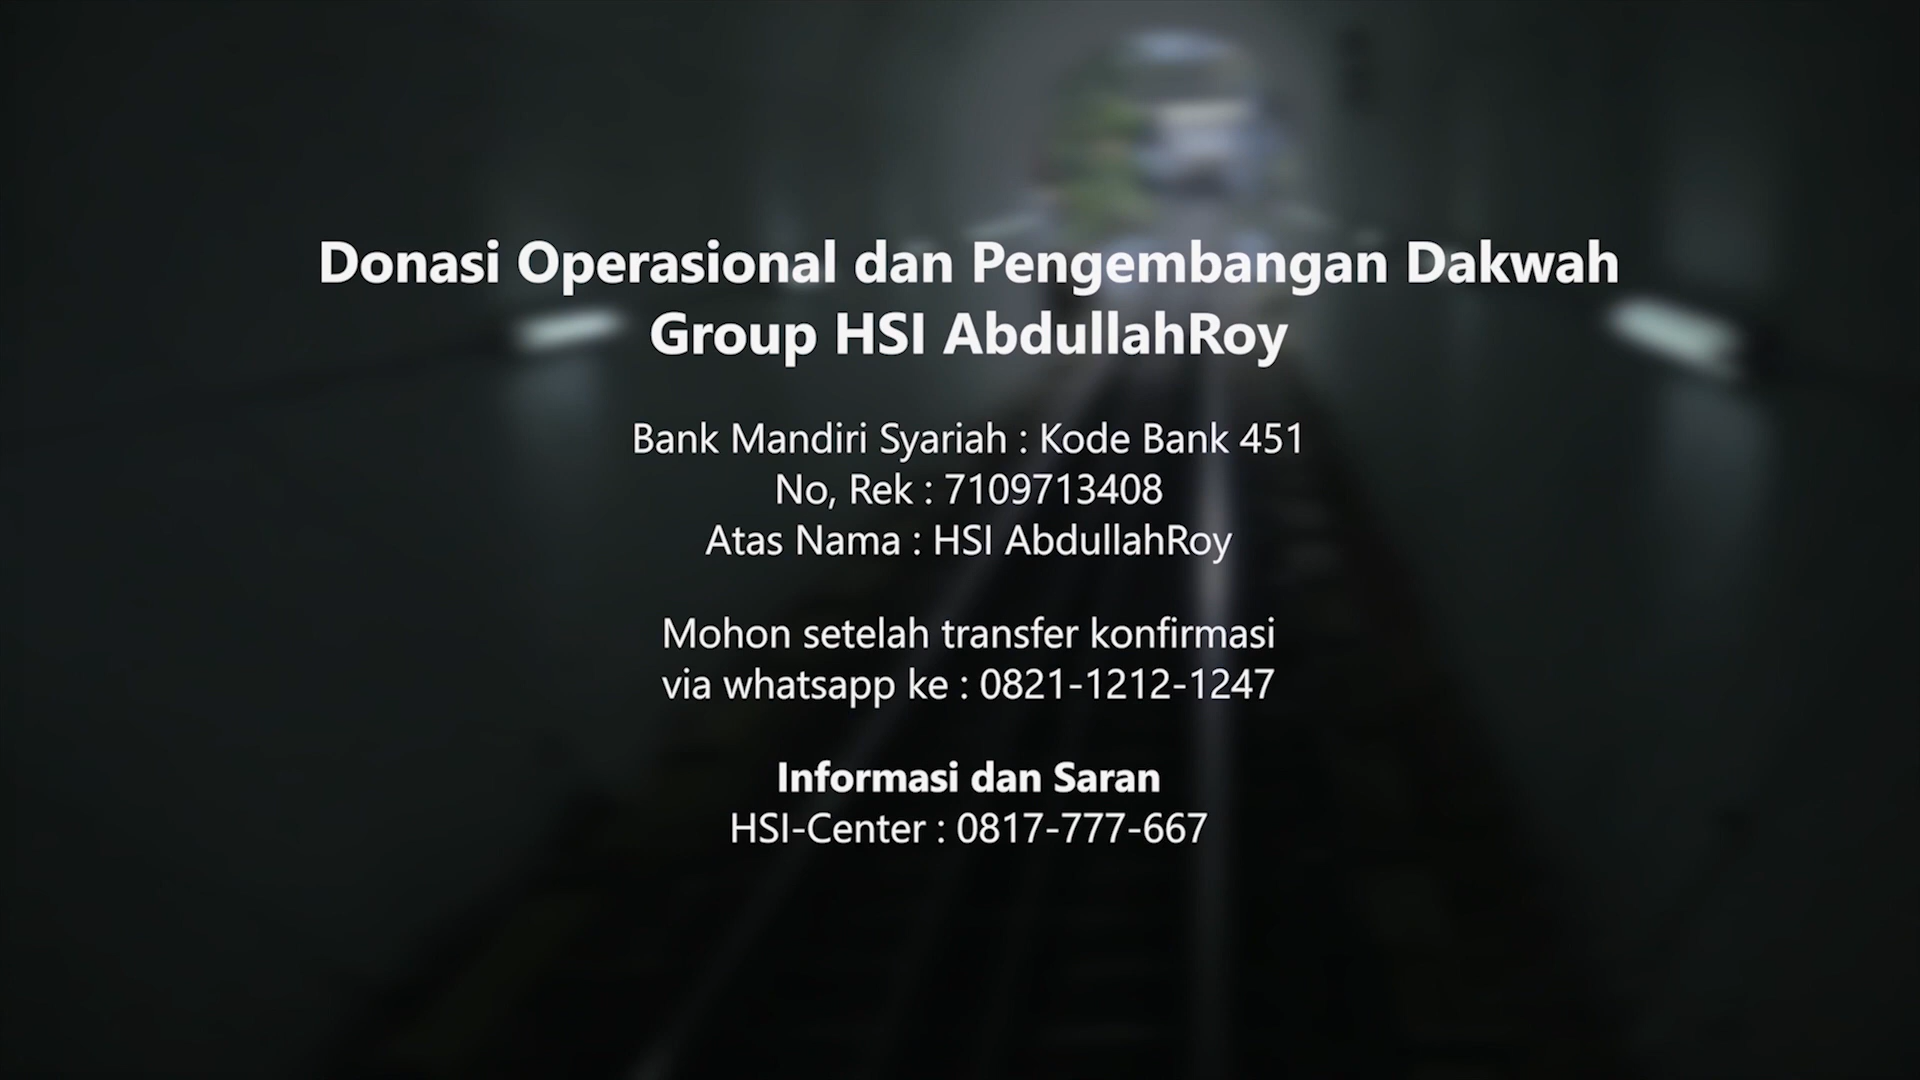 Donasi Operasional dan Pengembangan Dakwah
Group HSI AbdullahRoy
Bank Mandiri Syariah : Kode Bank 451
No, Rek : 7109713408
Atas Nama : HSI AbdullahRoy
Mohon setelah transfer konfirmasi
via whatsapp ke : 0821-1212-1247
Informasi dan Saran
HSI-Center : 0817-777-667